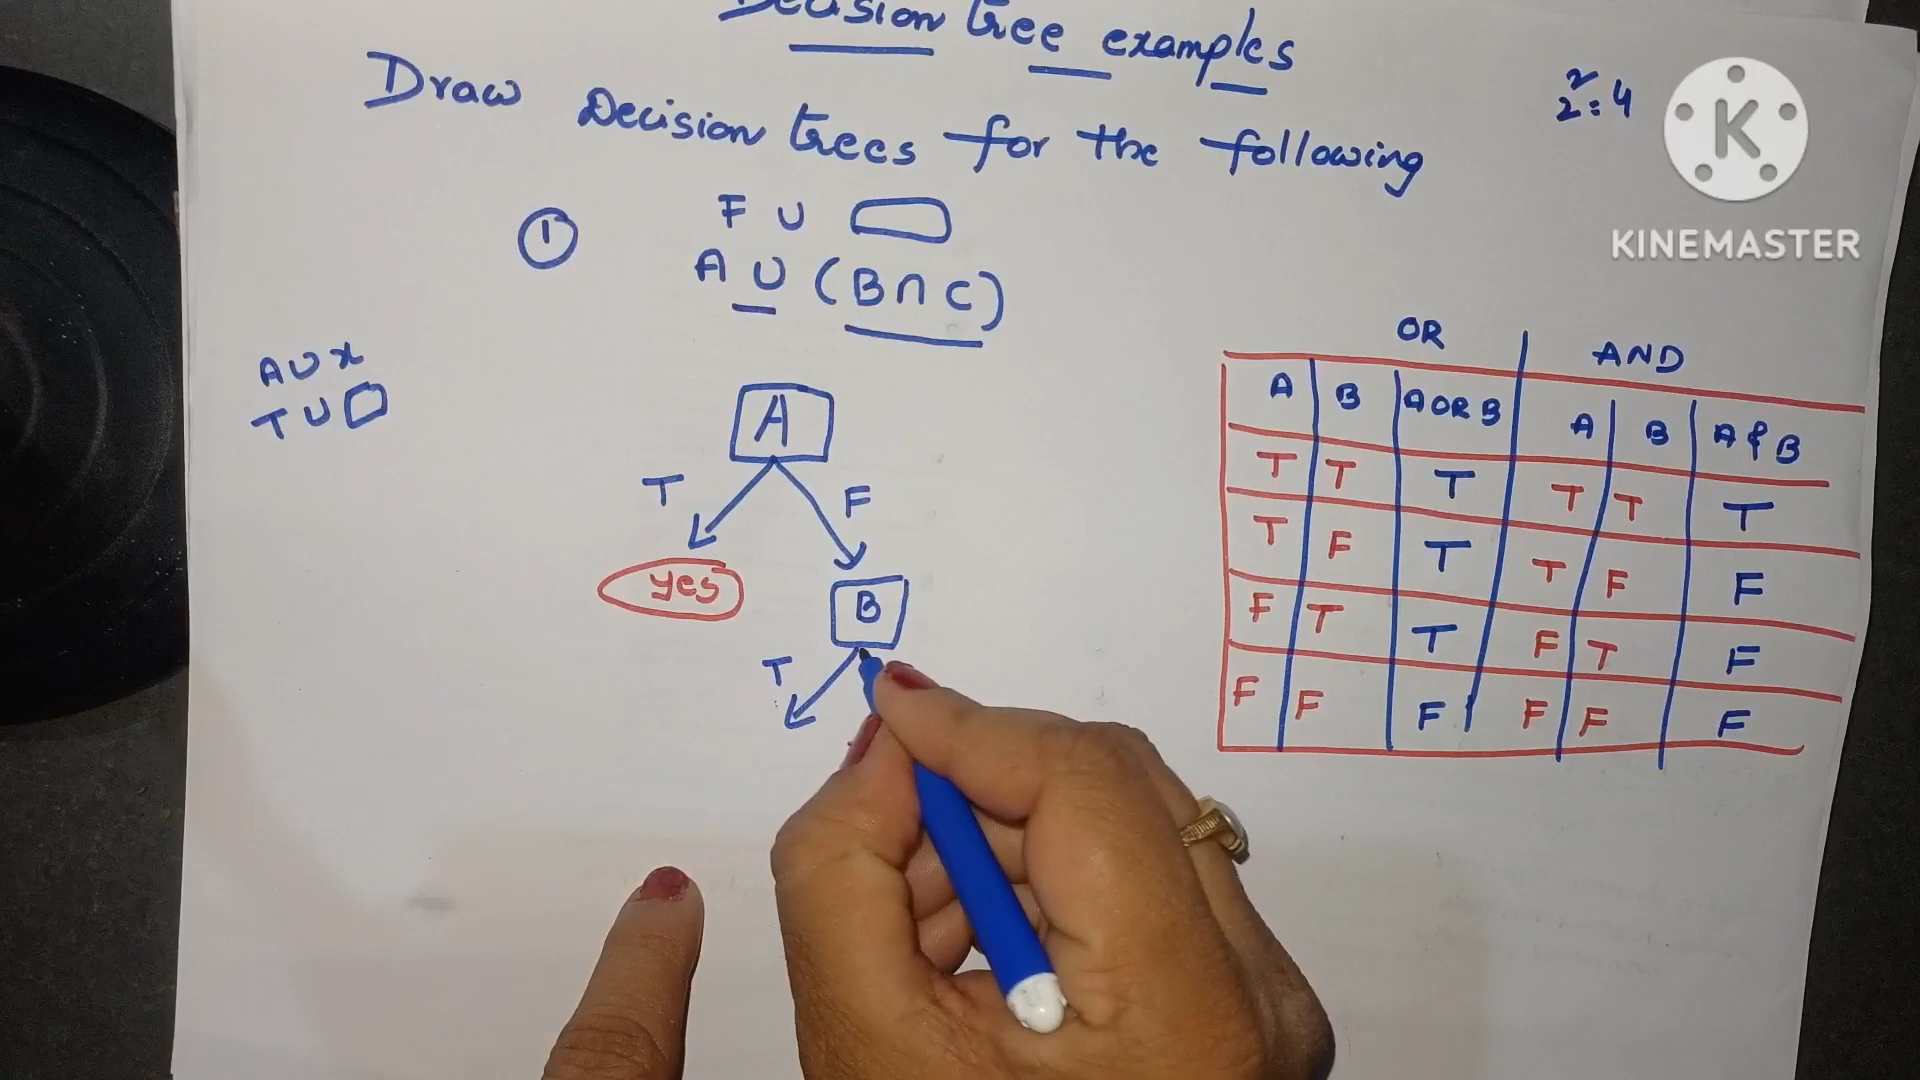 Decision tree examples
Draw Decision trees for the following
2² = 4
K
KINEMASTER
① F ∪
A ∪ (B ∩ C)
A ∪ x
T ∪
A
T F
yes
B
T
OR AND
A B A OR B A B A & B
T T T T T T
T F T T F F
F T T F T F
F F F F F F